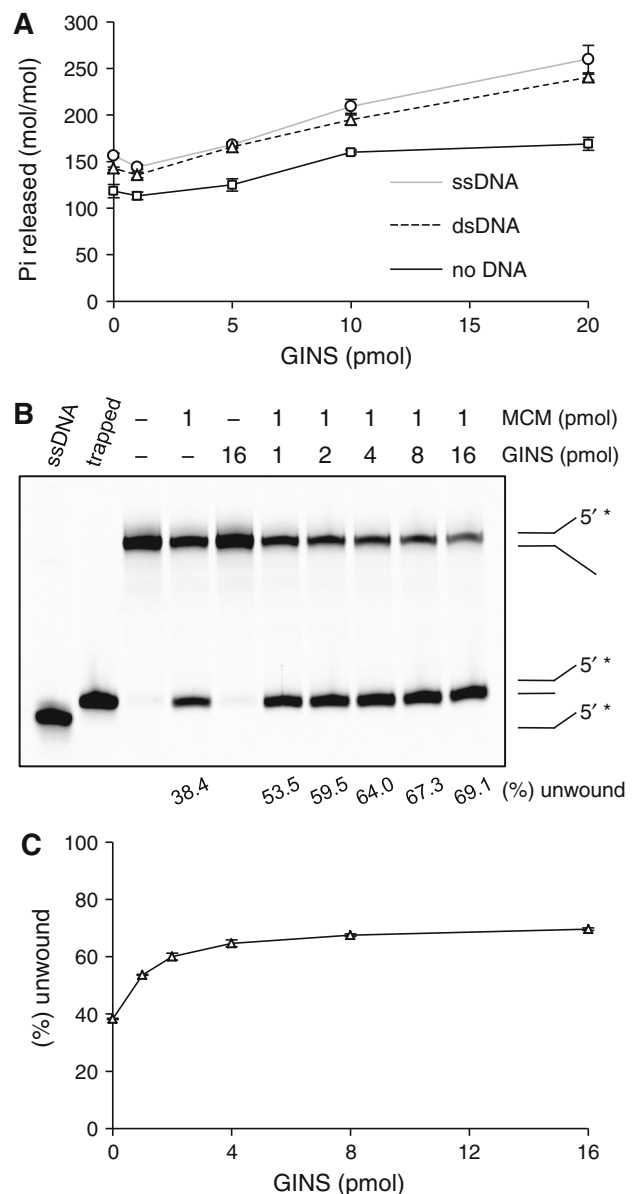 A
Pi released (mol/mol)
300
250
200
150
100
50
0
ssDNA
dsDNA
no DNA
0 5 10 15 20
GINS (pmol)
B
ssDNA trapped – 1 – 1 1 1 1 1 MCM (pmol)
– – 16 1 2 4 8 16 GINS (pmol)
5′ *
5′ *
5′ *
38.4 53.5 59.5 64.0 67.3 69.1 (%) unwound
C
(%) unwound
100
80
60
40
20
0
0 4 8 12 16
GINS (pmol)